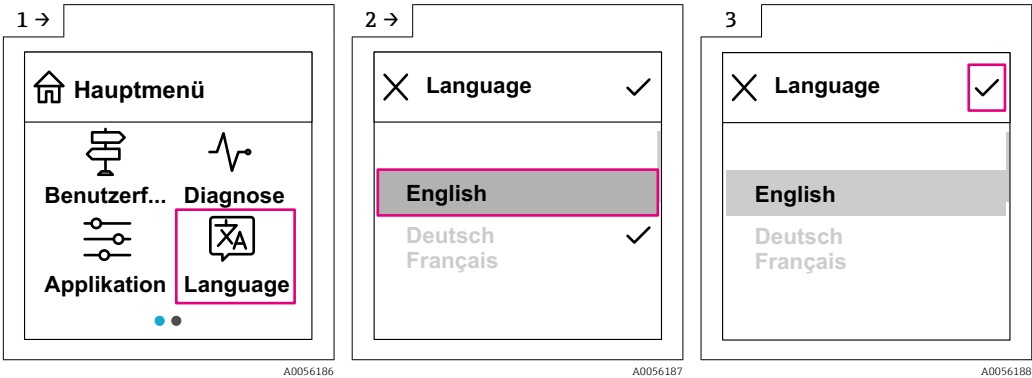 1 →
Hauptmenü
Benutzerf... Diagnose
Applikation Language
A0056186
2 →
Language
English
Deutsch
Français
A0056187
3
Language
English
Deutsch
Français
A0056188